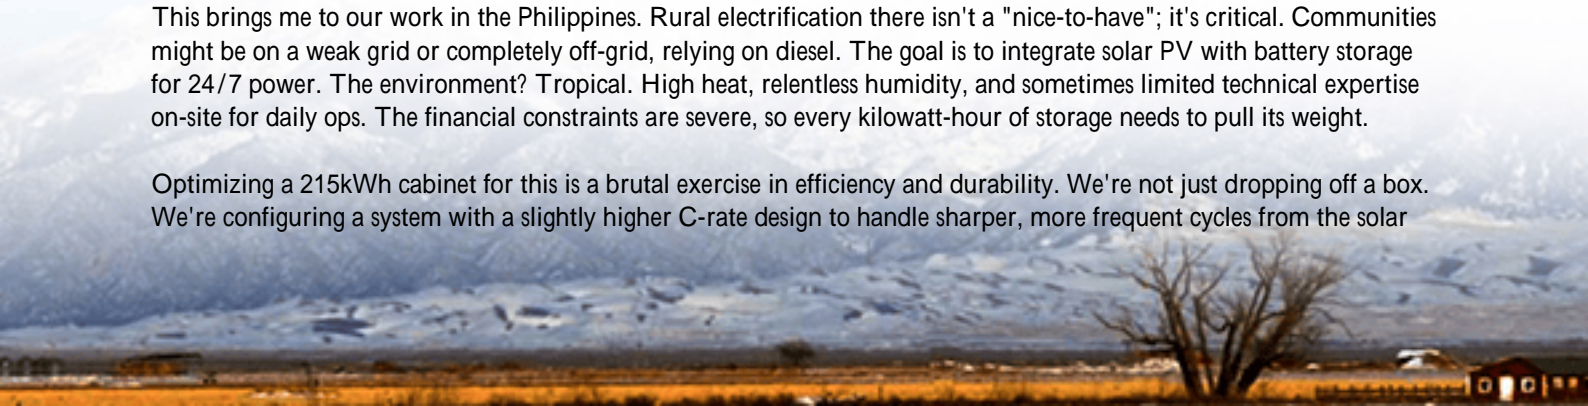 This brings me to our work in the Philippines. Rural electrification there isn't a "nice-to-have"; it's critical. Communities
might be on a weak grid or completely off-grid, relying on diesel. The goal is to integrate solar PV with battery storage
for 24/7 power. The environment? Tropical. High heat, relentless humidity, and sometimes limited technical expertise
on-site for daily ops. The financial constraints are severe, so every kilowatt-hour of storage needs to pull its weight.
Optimizing a 215kWh cabinet for this is a brutal exercise in efficiency and durability. We're not just dropping off a box.
We're configuring a system with a slightly higher C-rate design to handle sharper, more frequent cycles from the solar